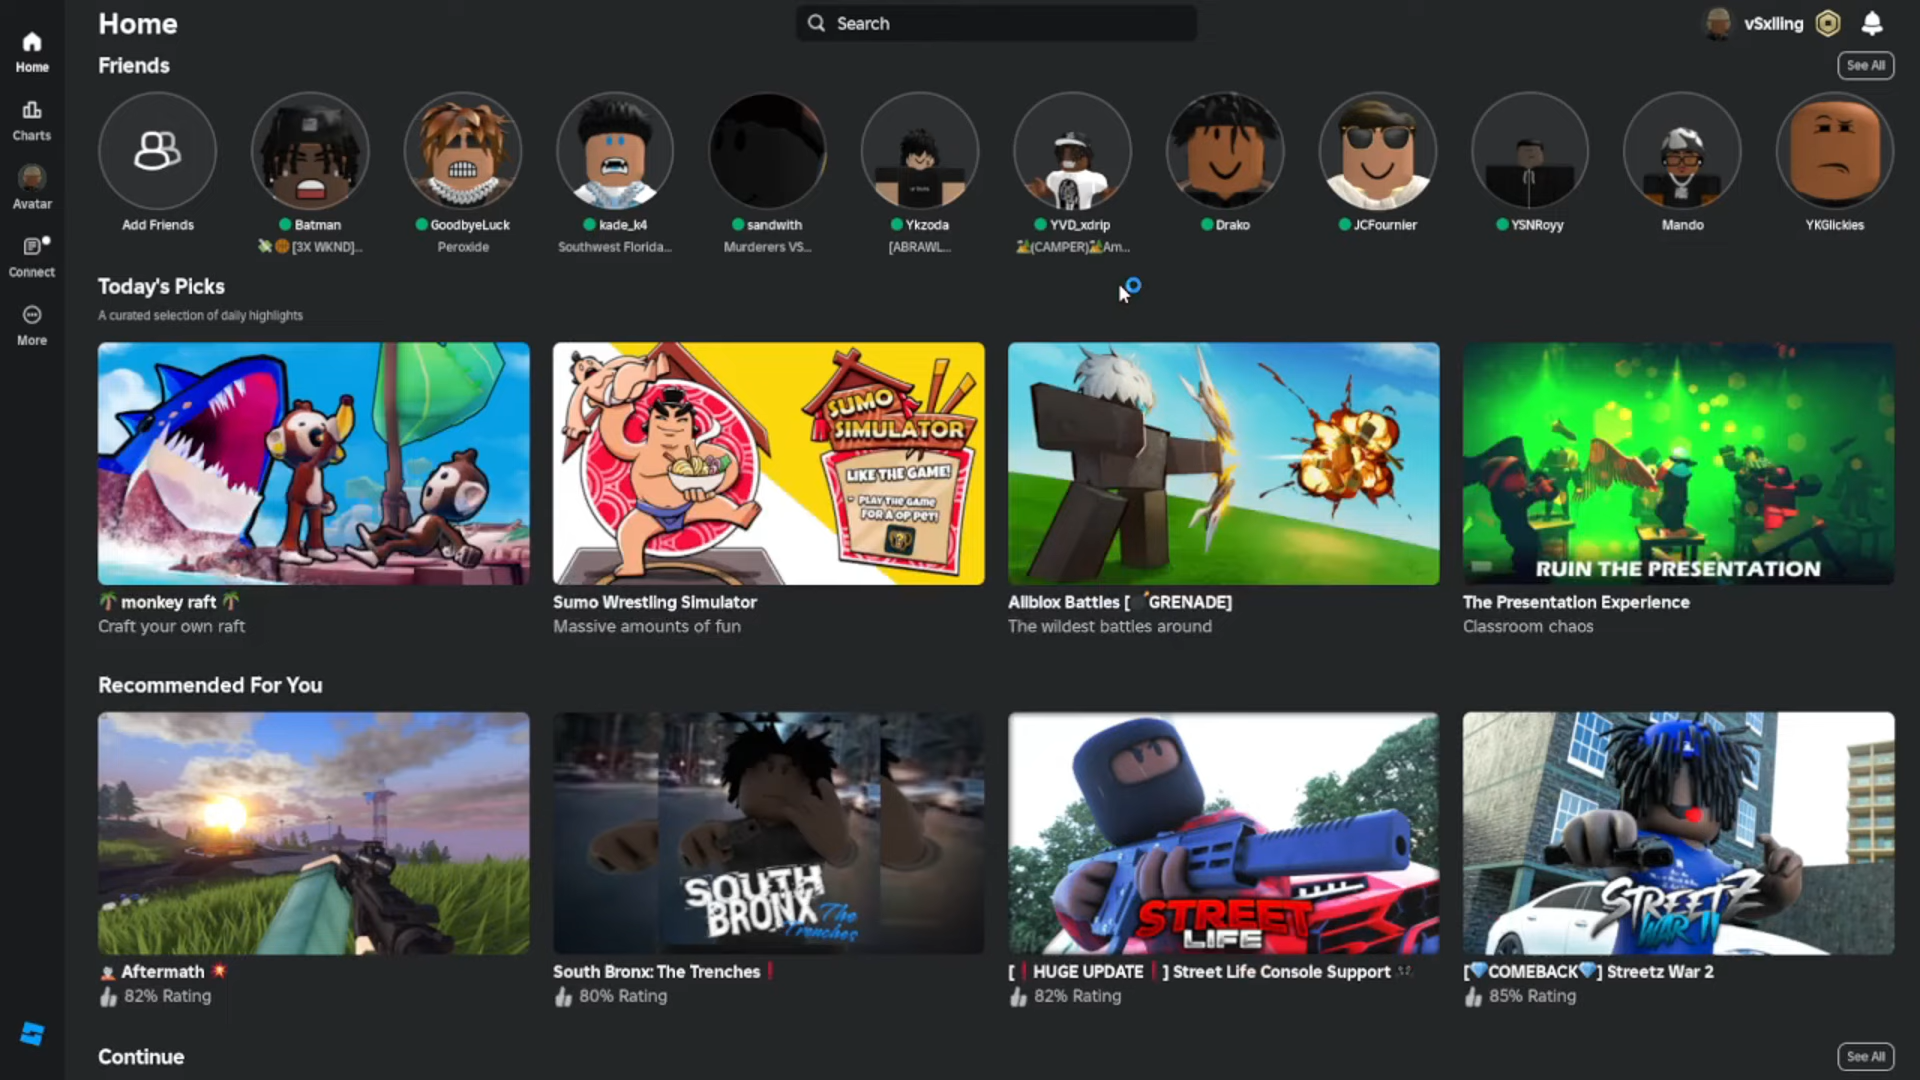 Home
Search
vSxlling
Home
Friends
See All
Charts
Avatar
Connect
More
Add Friends
Batman
[3X WKND]...
GoodbyeLuck
Peroxide
kade_k4
Southwest Florida...
sandwith
Murderers VS...
Ykzoda
[ABRAWL...
YVD_xdrip
(CAMPER) Am...
Drako
JCFournier
YSNRoyy
Mando
YKGlickies
Today's Picks
A curated selection of daily highlights
SUMO
SIMULATOR
LIKE THE GAME!
- PLAY THE GAME
FOR A OP PET!
RUIN THE PRESENTATION
🌴 monkey raft 🌴
Craft your own raft
Sumo Wrestling Simulator
Massive amounts of fun
Allblox Battles [💣GRENADE]
The wildest battles around
The Presentation Experience
Classroom chaos
Recommended For You
SOUTH
BRONX The
Trenches
STREET
LIFE
STREETZ
WAR II
Aftermath 💥
82% Rating
South Bronx: The Trenches❗
80% Rating
[❗HUGE UPDATE❗] Street Life Console Support 🎮
82% Rating
[💎COMEBACK💎] Streetz War 2
85% Rating
Continue
See All